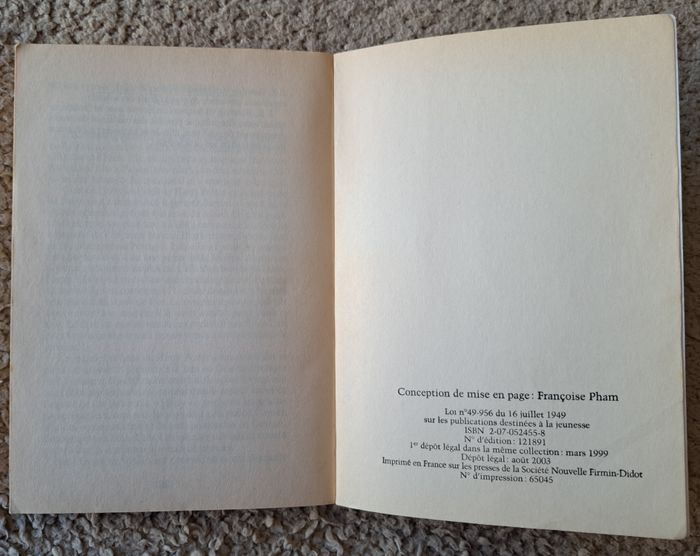 Conception de mise en page : Françoise Pham
Loi n°49-956 du 16 juillet 1949
sur les publications destinées à la jeunesse
ISBN 2-07-052455-8
N° d'édition : 121891
1er dépôt légal dans la même collection : mars 1999
Dépôt légal : août 2003
Imprimé en France sur les presses de la Société Nouvelle Firmin-Didot
N° d'impression : 65045